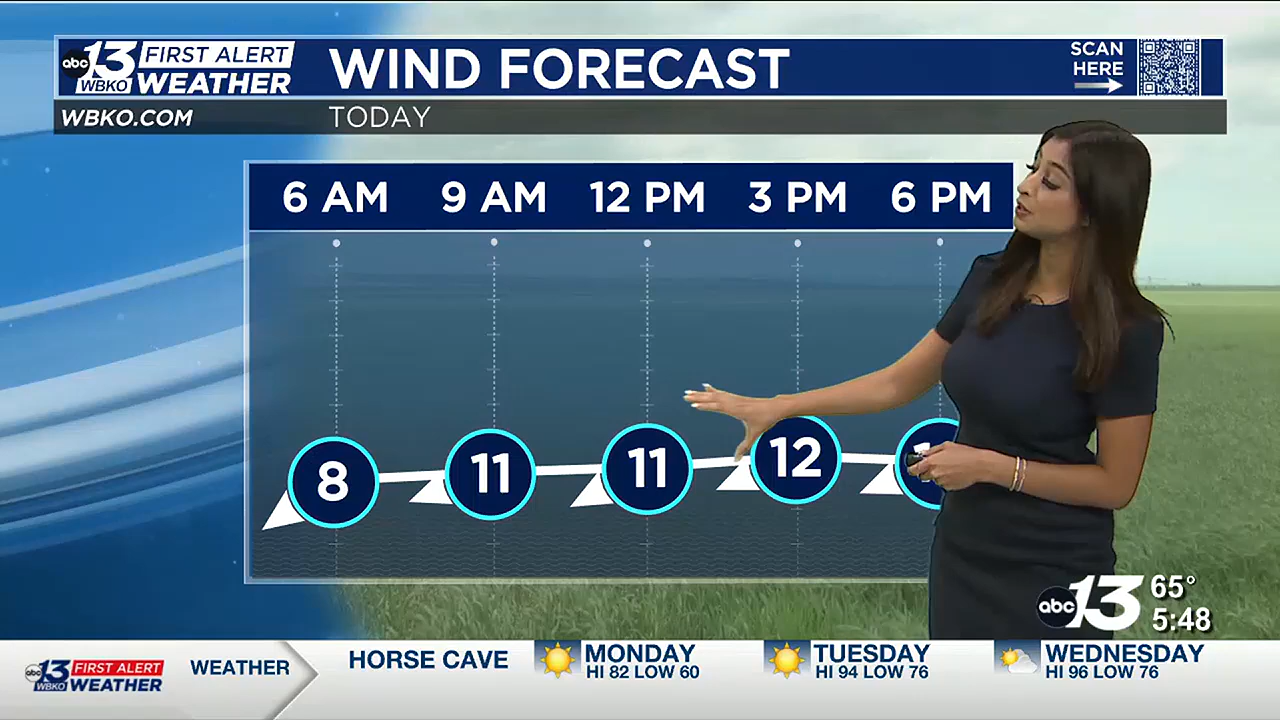 abc 13 WBKO FIRST ALERT WEATHER
WIND FORECAST
SCAN HERE
WBKO.COM
TODAY
6 AM 9 AM 12 PM 3 PM 6 PM
8 11 11 12
abc 13 65°
5:48
abc 13 WBKO FIRST ALERT WEATHER
WEATHER
HORSE CAVE
MONDAY
HI 82 LOW 60
TUESDAY
HI 94 LOW 76
WEDNESDAY
HI 96 LOW 76